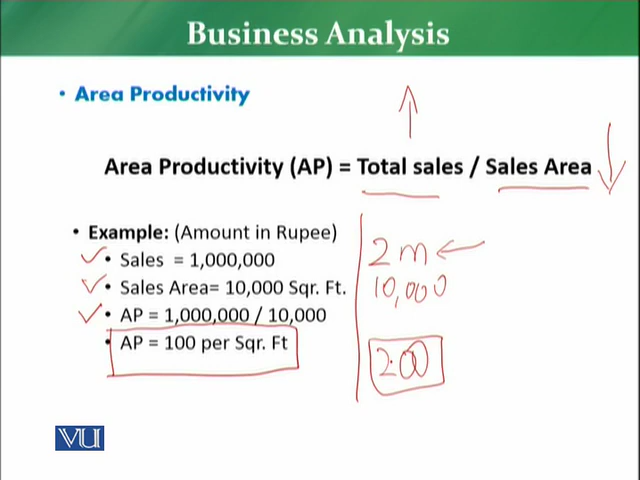 Business Analysis
• Area Productivity
Area Productivity (AP) = Total sales / Sales Area
• Example: (Amount in Rupee)
• Sales = 1,000,000
• Sales Area= 10,000 Sqr. Ft.
• AP = 1,000,000 / 10,000
• AP = 100 per Sqr. Ft
2 m
10,000
200
VU